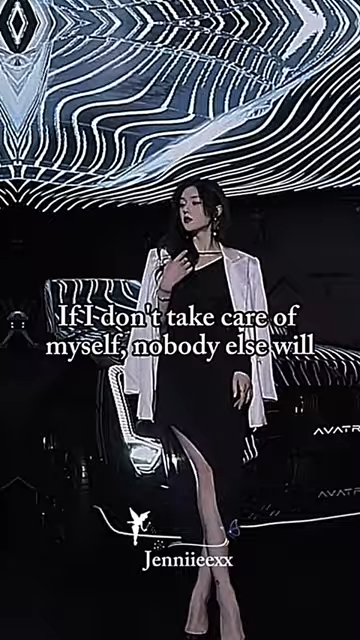 If I don't take care of
myself, nobody else will
AVATR
AVATR
Jenniieexx